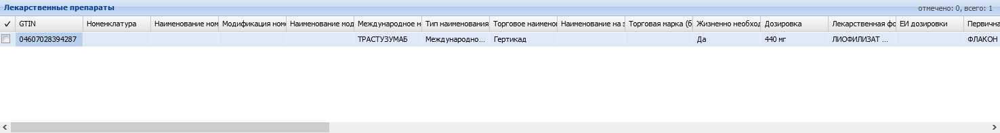 Лекарственные препараты отмечено: 0, всего: 1
GTIN Номенклатура Наименование ном Модификация номе Наименование мод Международное н Тип наименования Торговое наименов Наименование на э Торговая марка (б Жизненно необход Дозировка Лекарственная фо ЕИ дозировки Первична
04607028394287 ТРАСТУЗУМАБ Международно... Гертикад Да 440 мг ЛИОФИЛИЗАТ ... ФЛАКОН